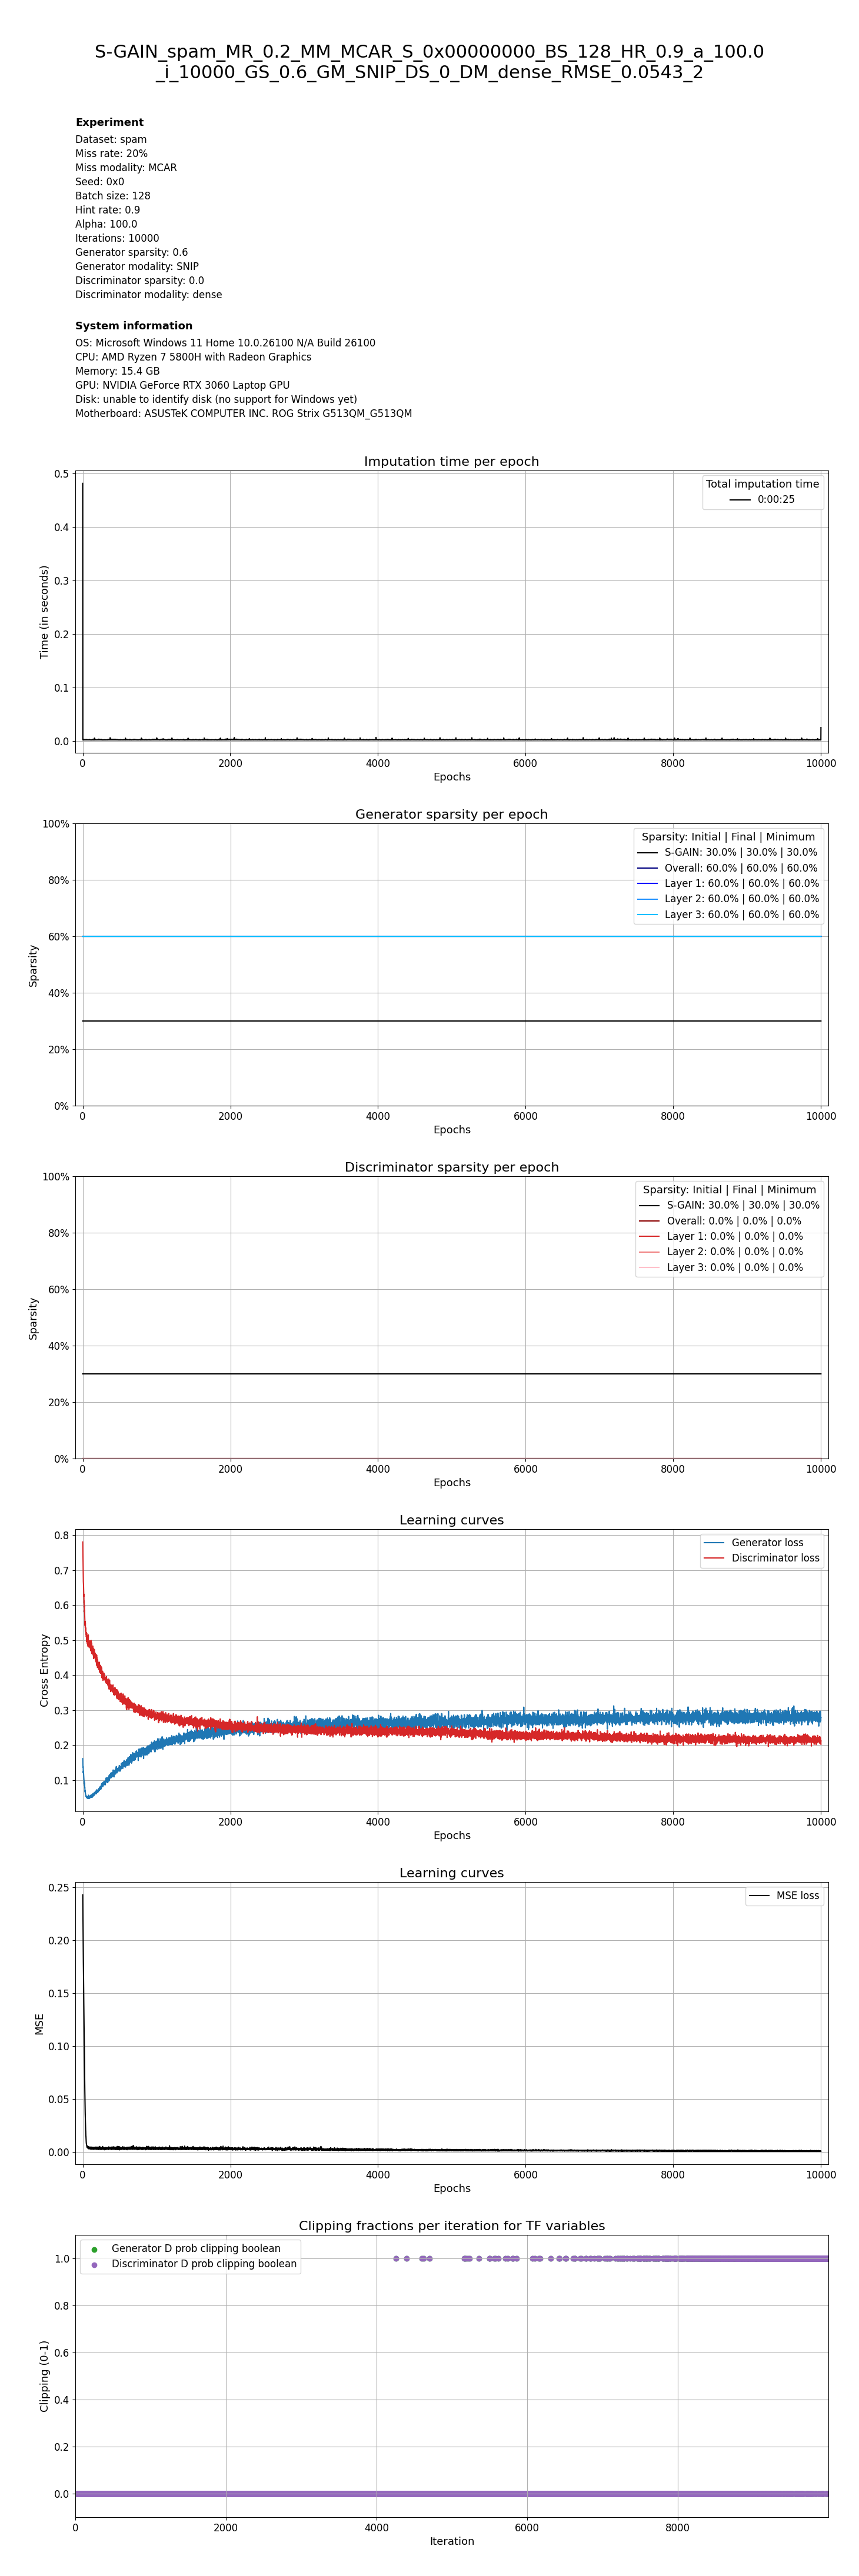 S-GAIN_spam_MR_0.2_MM_MCAR_S_0x00000000_BS_128_HR_0.9_a_100.0
_i_10000_GS_0.6_GM_SNIP_DS_0_DM_dense_RMSE_0.0543_2
Experiment
Dataset: spam
Miss rate: 20%
Miss modality: MCAR
Seed: 0x0
Batch size: 128
Hint rate: 0.9
Alpha: 100.0
Iterations: 10000
Generator sparsity: 0.6
Generator modality: SNIP
Discriminator sparsity: 0.0
Discriminator modality: dense
System information
OS: Microsoft Windows 11 Home 10.0.26100 N/A Build 26100
CPU: AMD Ryzen 7 5800H with Radeon Graphics
Memory: 15.4 GB
GPU: NVIDIA GeForce RTX 3060 Laptop GPU
Disk: unable to identify disk (no support for Windows yet)
Motherboard: ASUSTeK COMPUTER INC. ROG Strix G513QM_G513QM
Imputation time per epoch
Total imputation time
0:00:25
0.5
0.4
0.3
0.2
0.1
0.0
Time (in seconds)
0 2000 4000 6000 8000 10000
Epochs
Generator sparsity per epoch
Sparsity: Initial | Final | Minimum
S-GAIN: 30.0% | 30.0% | 30.0%
Overall: 60.0% | 60.0% | 60.0%
Layer 1: 60.0% | 60.0% | 60.0%
Layer 2: 60.0% | 60.0% | 60.0%
Layer 3: 60.0% | 60.0% | 60.0%
100%
80%
60%
40%
20%
0%
Sparsity
0 2000 4000 6000 8000 10000
Epochs
Discriminator sparsity per epoch
Sparsity: Initial | Final | Minimum
S-GAIN: 30.0% | 30.0% | 30.0%
Overall: 0.0% | 0.0% | 0.0%
Layer 1: 0.0% | 0.0% | 0.0%
Layer 2: 0.0% | 0.0% | 0.0%
Layer 3: 0.0% | 0.0% | 0.0%
100%
80%
60%
40%
20%
0%
Sparsity
0 2000 4000 6000 8000 10000
Epochs
Learning curves
Generator loss
Discriminator loss
0.8
0.7
0.6
0.5
0.4
0.3
0.2
0.1
Cross Entropy
0 2000 4000 6000 8000 10000
Epochs
Learning curves
MSE loss
0.25
0.20
0.15
0.10
0.05
0.00
MSE
0 2000 4000 6000 8000 10000
Epochs
Clipping fractions per iteration for TF variables
Generator D prob clipping boolean
Discriminator D prob clipping boolean
1.0
0.8
0.6
0.4
0.2
0.0
Clipping (0-1)
0 2000 4000 6000 8000
Iteration